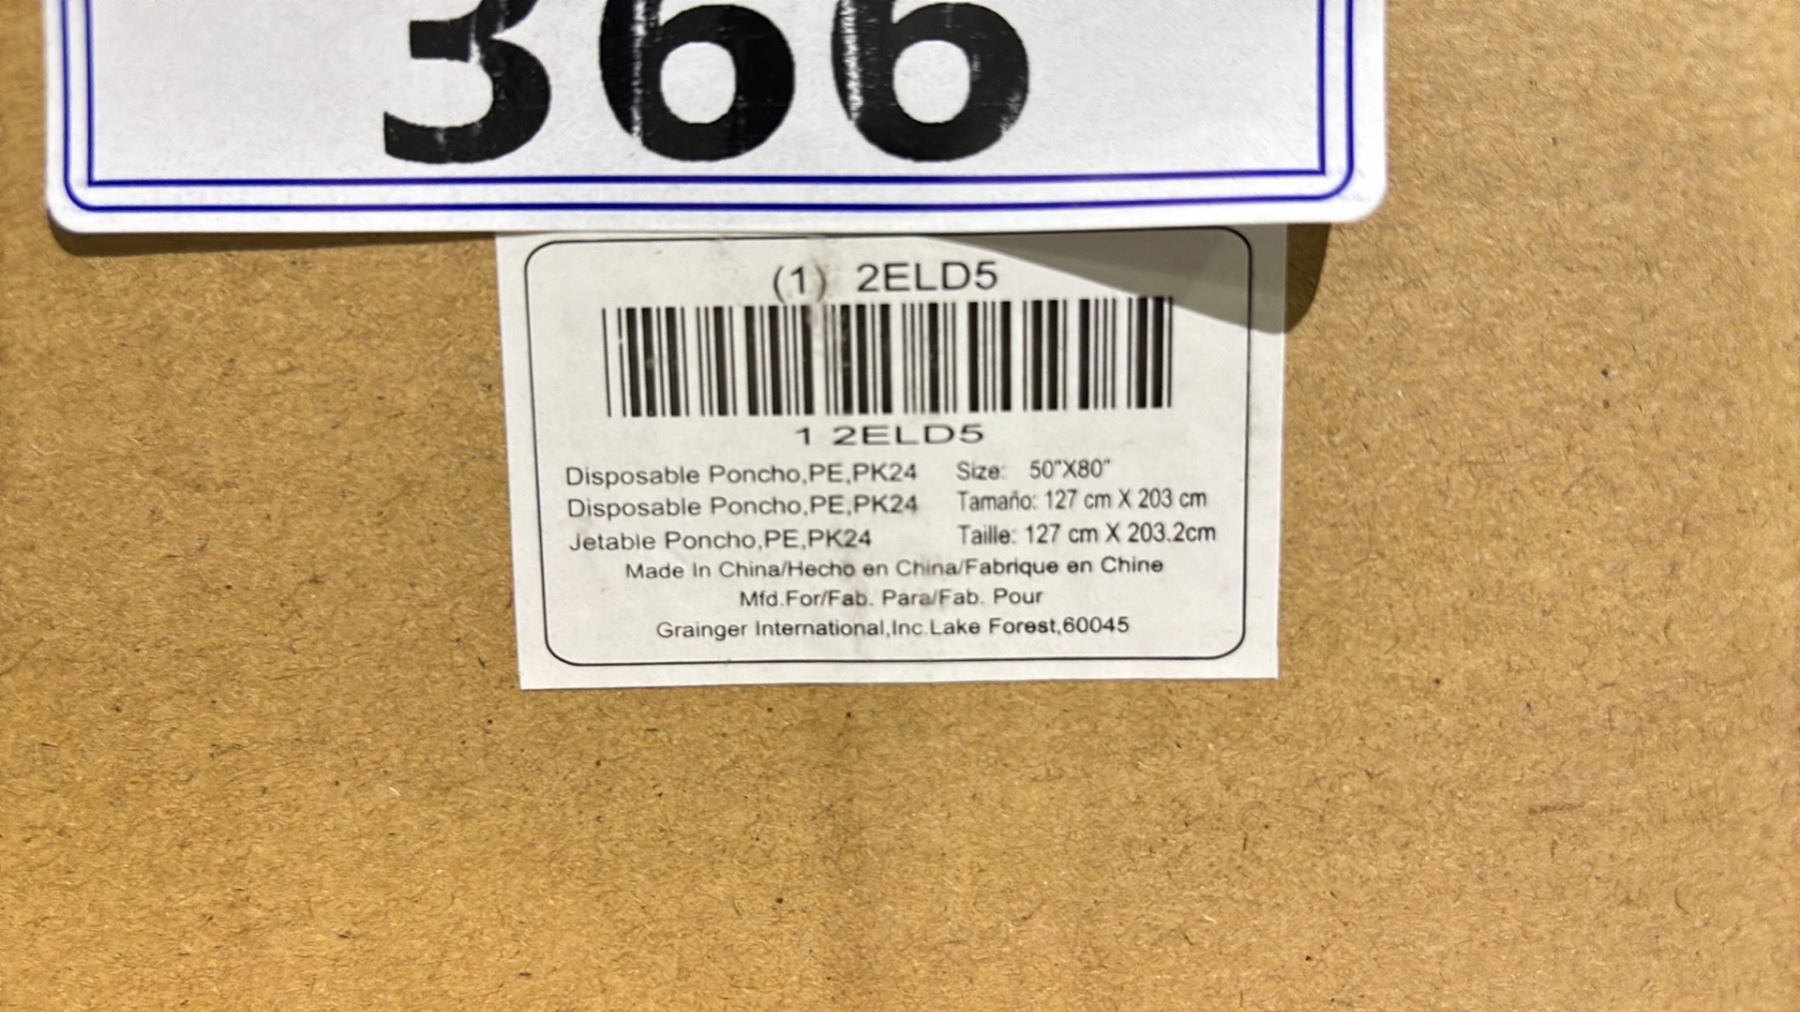 366
(1) 2ELD5
1 2ELD5
Disposable Poncho,PE,PK24 Size: 50"X80"
Disposable Poncho,PE,PK24 Tamaño: 127 cm X 203 cm
Jetable Poncho,PE,PK24 Taille: 127 cm X 203.2cm
Made In China/Hecho en China/Fabrique en Chine
Mfd.For/Fab. Para/Fab. Pour
Grainger International,Inc.Lake Forest,60045